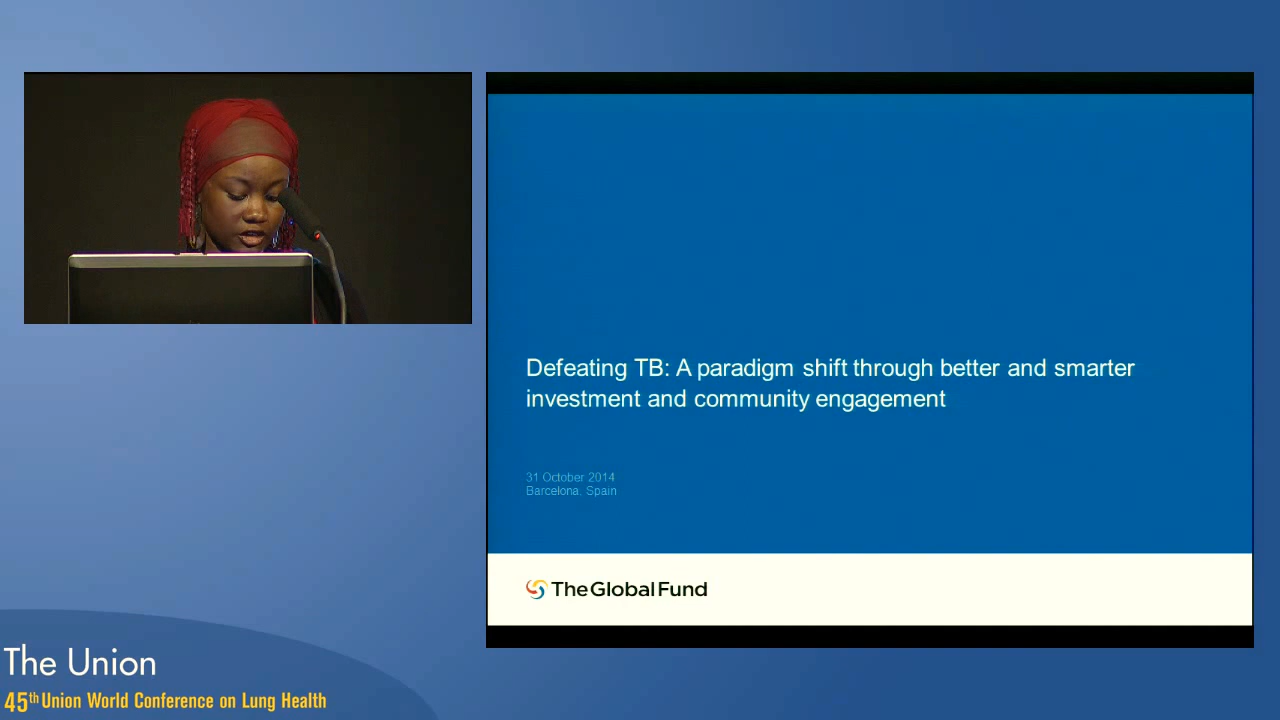 Defeating TB: A paradigm shift through better and smarter
investment and community engagement
31 October 2014
Barcelona, Spain
The Global Fund
The Union
45th Union World Conference on Lung Health